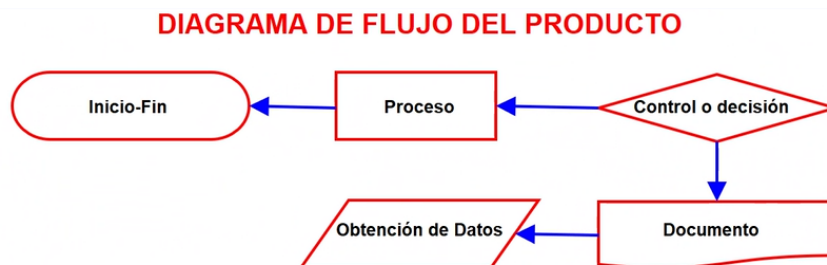 DIAGRAMA DE FLUJO DEL PRODUCTO
Inicio-Fin
Proceso
Control o decisión
Obtención de Datos
Documento